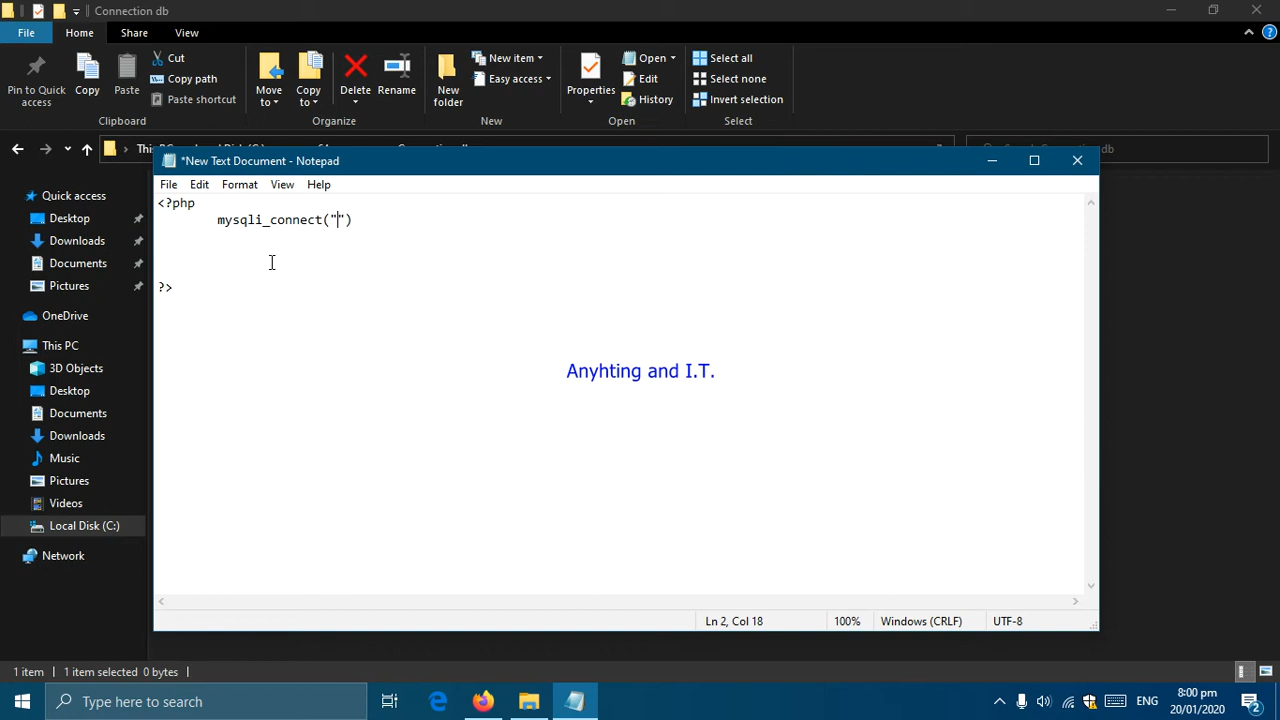 Connection db
File Home Share View
Pin to Quick access
Copy
Paste
Cut
Copy path
Paste shortcut
Clipboard
Move to
Copy to
Delete
Rename
Organize
New folder
New item
Easy access
New
Properties
Open
Edit
History
Open
Select all
Select none
Invert selection
Select
*New Text Document - Notepad
File Edit Format View Help
<?php
mysqli_connect("")
?>
Anyhting and I.T.
Ln 2, Col 18 100% Windows (CRLF) UTF-8
Quick access
Desktop
Downloads
Documents
Pictures
OneDrive
This PC
3D Objects
Desktop
Documents
Downloads
Music
Pictures
Videos
Local Disk (C:)
Network
1 item 1 item selected 0 bytes
Type here to search
ENG
8:00 pm
20/01/2020
2